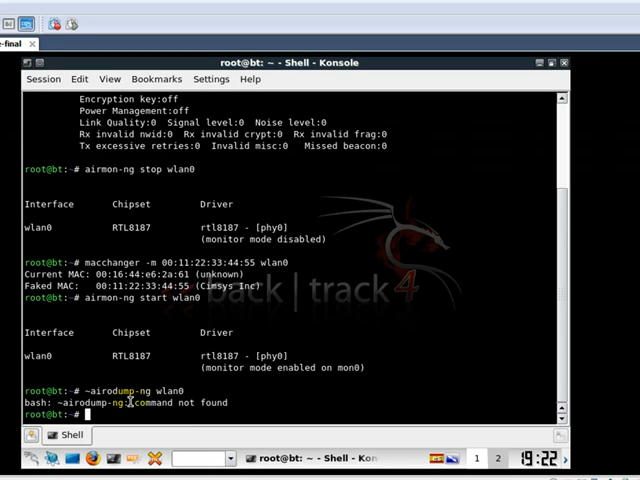 e-final
root@bt: ~ - Shell - Konsole
Session Edit View Bookmarks Settings Help
Encryption key:off
Power Management:off
Link Quality:0 Signal level:0 Noise level:0
Rx invalid nwid:0 Rx invalid crypt:0 Rx invalid frag:0
Tx excessive retries:0 Invalid misc:0 Missed beacon:0
root@bt:~# airmon-ng stop wlan0
Interface Chipset Driver
wlan0 RTL8187 rtl8187 - [phy0]
(monitor mode disabled)
root@bt:~# macchanger -m 00:11:22:33:44:55 wlan0
Current MAC: 00:16:44:e6:2a:61 (unknown)
Faked MAC: 00:11:22:33:44:55 (Cimsys Inc)
root@bt:~# airmon-ng start wlan0
back | track 4
Interface Chipset Driver
wlan0 RTL8187 rtl8187 - [phy0]
(monitor mode enabled on mon0)
root@bt:~# ~airodump-ng wlan0
bash: ~airodump-ng: command not found
root@bt:~#
Shell
root@bt: ~ - Shell - Kon
1 2
19:22